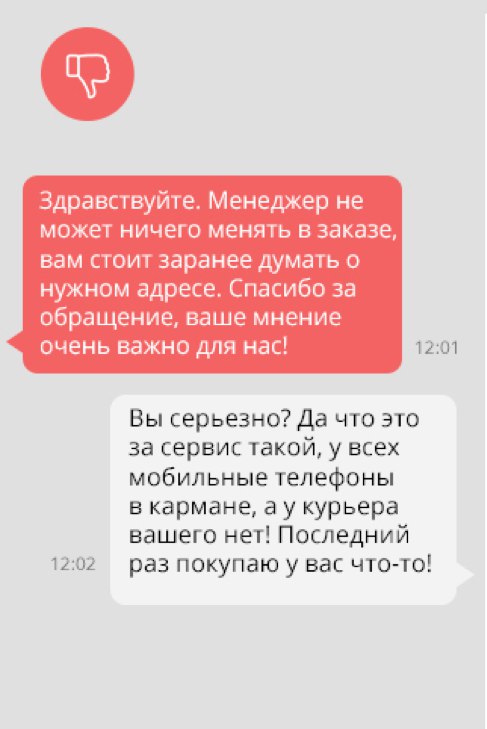 Здравствуйте. Менеджер не
может ничего менять в заказе,
вам стоит заранее думать о
нужном адресе. Спасибо за
обращение, ваше мнение
очень важно для нас!
12:01
Вы серьезно? Да что это
за сервис такой, у всех
мобильные телефоны
в кармане, а у курьера
вашего нет! Последний
раз покупаю у вас что-то!
12:02